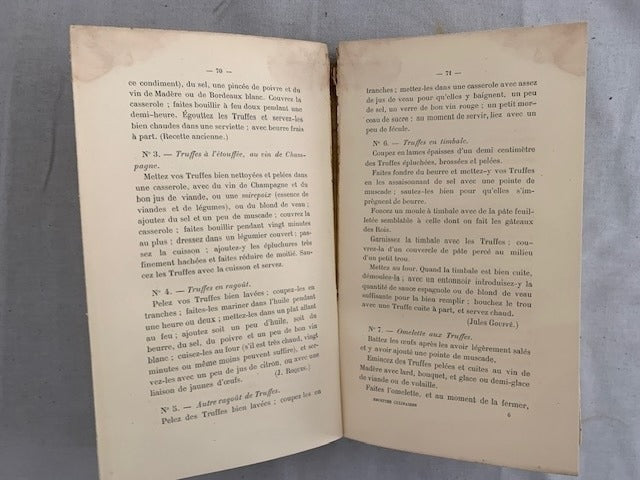 — 70 —
ce condiment), du sel, une pincée de poivre et du
vin de Madère ou de Bordeaux blanc. Couvrez la
casserole ; faites bouillir à feu doux pendant une
demi-heure. Égouttez les Truffes et servez-les
bien chaudes dans une serviette ; avec beurre frais
à part. (Recette ancienne.)
N° 3. — Truffes à l'étouffée, au vin de Cham-
pagne.
Mettez vos Truffes bien nettoyées et pelées dans
une casserole, avec du vin de Champagne et du
bon jus de viande, ou une mirepoix (essence de
viandes et de légumes), ou du blond de veau ;
ajoutez du sel et un peu de muscade ; couvrez la
casserole ; faites bouillir pendant vingt minutes
au plus ; dressez dans un légumier couvert ; pas-
sez la cuisson ; ajoutez-y les épluchures très
finement hachées et faites réduire de moitié. Sau-
cez les Truffes avec la cuisson et servez.
N° 4. — Truffes en ragoût.
Pelez vos Truffes bien lavées ; coupez-les en
tranches ; faites-les mariner dans l'huile pendant
une heure ou deux ; mettez-les dans un plat allant
au feu ; ajoutez soit un peu d'huile, soit du
beurre, du sel, du poivre et un peu de bon vin
blanc ; cuisez-les au four (s'il est très chaud, vingt
minutes ou même moins peuvent suffire), et ser-
vez-les avec un peu de jus de citron, ou avec une
liaison de jaunes d'œufs.
(J. Roques.)
N° 5. — Autre ragoût de Truffes.
Pelez des Truffes bien lavées ; coupez les en
— 71 —
tranches ; mettez-les dans une casserole avec assez
de jus de veau pour qu'elles y baignent, un peu
de sel, un verre de bon vin rouge ; un petit mor-
ceau de sucre ; au moment de servir, liez avec un
peu de fécule.
N° 6. — Truffes en timbale.
Coupez en lames épaisses d'un demi centimètre
des Truffes épluchées, brossées et pelées.
Faites fondre du beurre et mettez-y vos Truffes
en les assaisonnant de sel avec une pointe de
muscade ; sautez-les bien pour qu'elles s'im-
prègnent de beurre.
Foncez un moule à timbale avec de la pâte feuil-
letée semblable à celle dont on fait les gâteaux
des Rois.
Garnissez la timbale avec les Truffes ; cou-
vrez-la d'un couvercle de pâte percé au milieu
d'un petit trou.
Mettez au four. Quand la timbale est bien cuite,
démoulez-la ; avec un entonnoir introduisez-y la
quantité de sauce espagnole ou de blond de veau
suffisante pour la bien remplir ; bouchez le trou
avec une Truffe cuite à part, et servez chaud.
(Jules Gouffé.)
N° 7. — Omelette aux Truffes.
Battez les œufs après les avoir légèrement salés
et y avoir ajouté une pointe de muscade.
Émincez des Truffes pelées et cuites au vin de
Madère avec lard, bouquet, et glace ou demi-glace
de viande ou de volaille.
Faites l'omelette, et au moment de la fermer,
RECETTES CULINAIRES
6